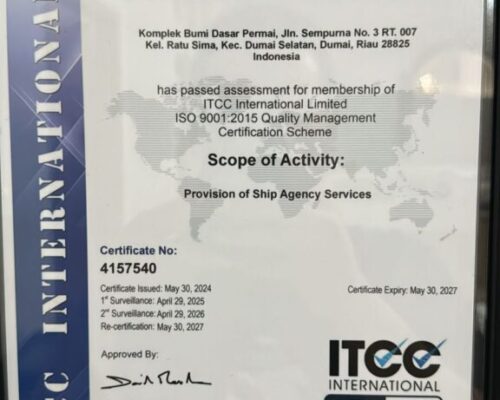 Komplek Bumi Dasar Permai, Jln. Sempurna No. 3 RT. 007
Kel. Ratu Sima, Kec. Dumai Selatan, Dumai, Riau 28825
Indonesia
has passed assessment for membership of
ITCC International Limited
ISO 9001:2015 Quality Management
Certification Scheme
Scope of Activity:
Provision of Ship Agency Services
Certificate No:
4157540
Certificate Issued: May 30, 2024
1st Surveillance: April 29, 2025
2nd Surveillance: April 29, 2026
Re-certification: May 30, 2027
Certificate Expiry: May 30, 2027
Approved By:
ITCC
INTERNATIONAL
CC INTERNATIONA